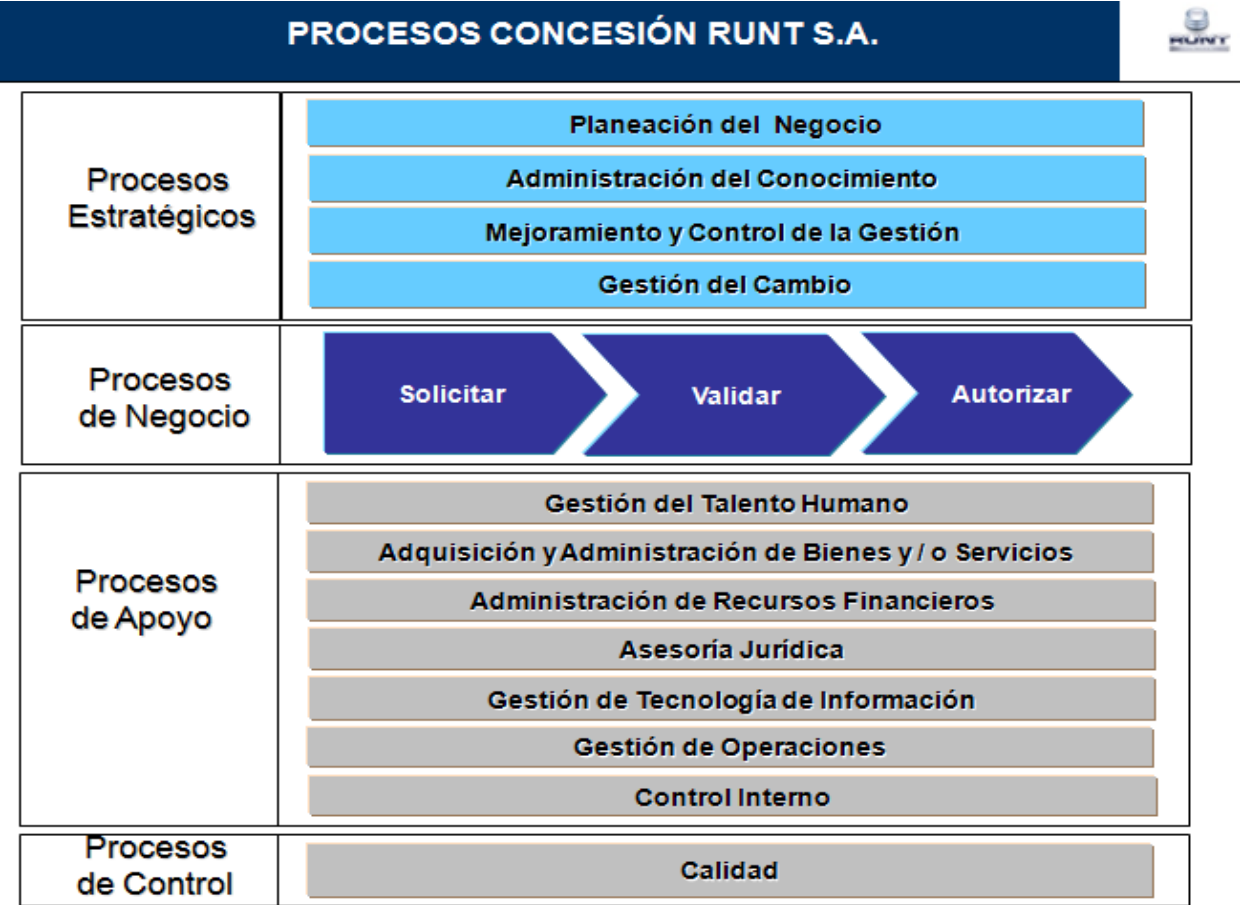 PROCESOS CONCESIÓN RUNT S.A.
RUNT
Procesos
Estratégicos
Planeación del Negocio
Administración del Conocimiento
Mejoramiento y Control de la Gestión
Gestión del Cambio
Procesos
de Negocio
Solicitar
Validar
Autorizar
Procesos
de Apoyo
Gestión del Talento Humano
Adquisición y Administración de Bienes y / o Servicios
Administración de Recursos Financieros
Asesoría Jurídica
Gestión de Tecnología de Información
Gestión de Operaciones
Control Interno
Procesos
de Control
Calidad